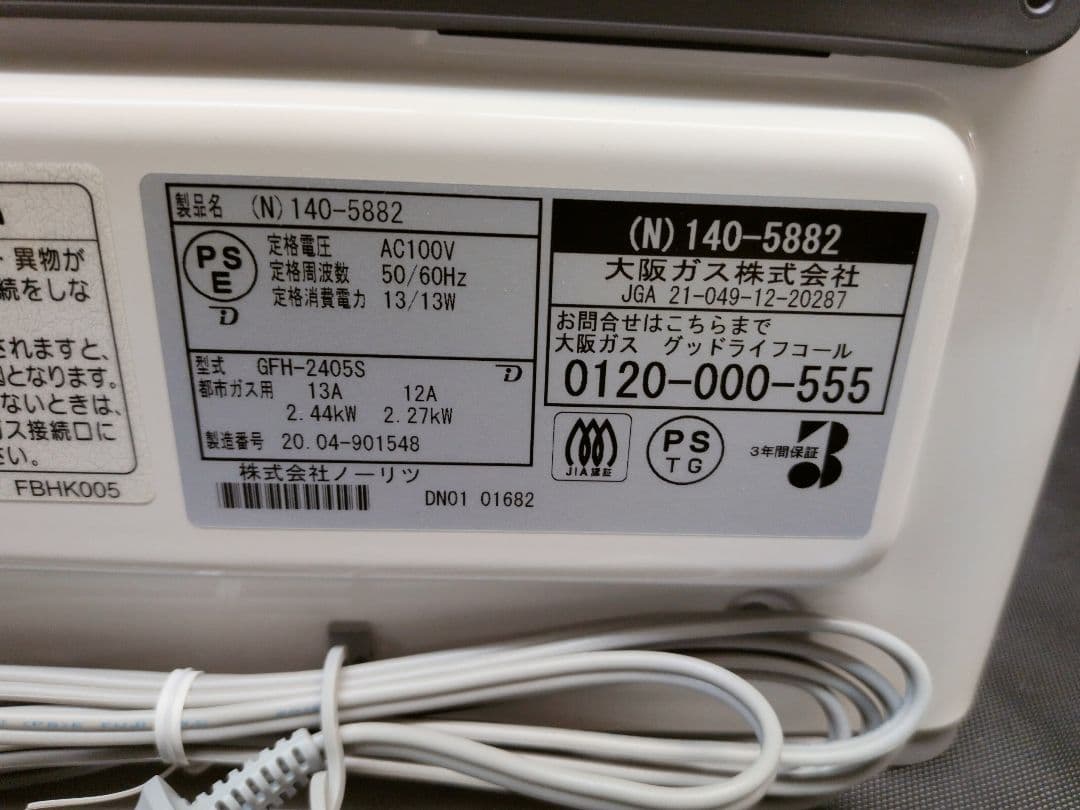 異物が
続をしな
されますと、
となります。
ないときは、
ガス接続口に
さい。
FBHK005
製品名 (N)140-5882
PS
E
定格電圧 AC100V
定格周波数 50/60Hz
定格消費電力 13/13W
型式 GFH-2405S
都市ガス用 13A 12A
2.44kW 2.27kW
製造番号 20.04-901548
株式会社ノーリツ
DN01 01682
(N)140-5882
大阪ガス株式会社
JGA 21-049-12-20287
お問合せはこちらまで
大阪ガス グッドライフコール
0120-000-555
JIA認証
PS
TG
3年間保証
3